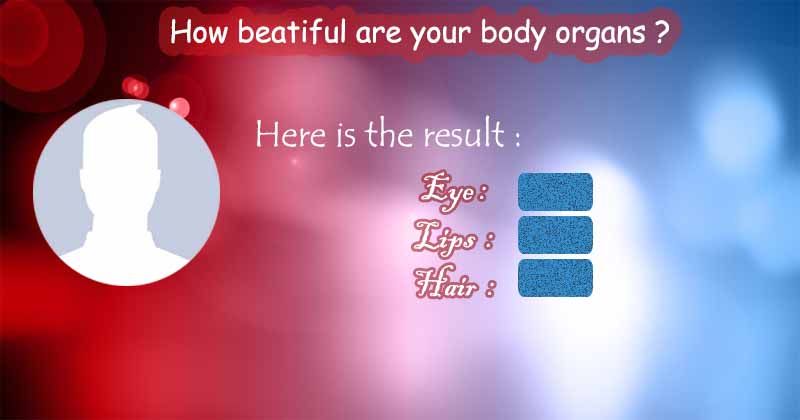 How beatiful are your body organs ?
Here is the result :
Eye :
Lips :
Hair :